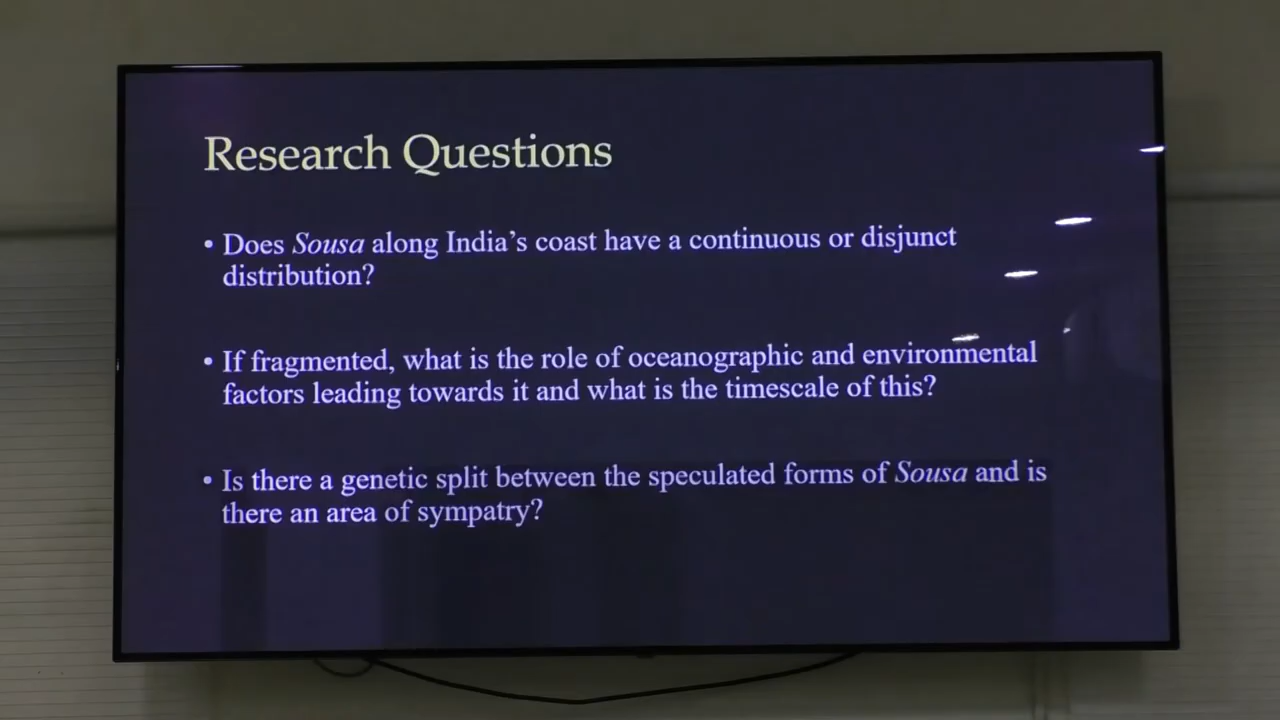 Research Questions
• Does Sousa along India's coast have a continuous or disjunct
distribution?
• If fragmented, what is the role of oceanographic and environmental
factors leading towards it and what is the timescale of this?
• Is there a genetic split between the speculated forms of Sousa and is
there an area of sympatry?